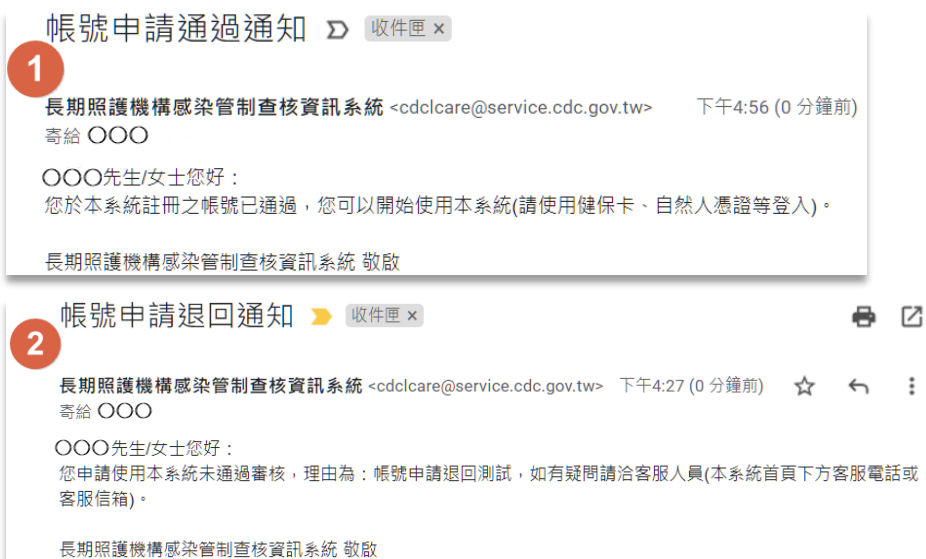 帳號申請通過通知 收件匣 ×
1
長期照護機構感染管制查核資訊系統 <cdclcare@service.cdc.gov.tw> 下午4:56 (0 分鐘前)
寄給 〇〇〇
〇〇〇先生/女士您好：
您於本系統註冊之帳號已通過，您可以開始使用本系統(請使用健保卡、自然人憑證等登入)。
長期照護機構感染管制查核資訊系統 敬啟
帳號申請退回通知 收件匣 ×
2
長期照護機構感染管制查核資訊系統 <cdclcare@service.cdc.gov.tw> 下午4:27 (0 分鐘前)
寄給 〇〇〇
〇〇〇先生/女士您好：
您申請使用本系統未通過審核，理由為：帳號申請退回測試，如有疑問請洽客服人員(本系統首頁下方客服電話或
客服信箱)。
長期照護機構感染管制查核資訊系統 敬啟